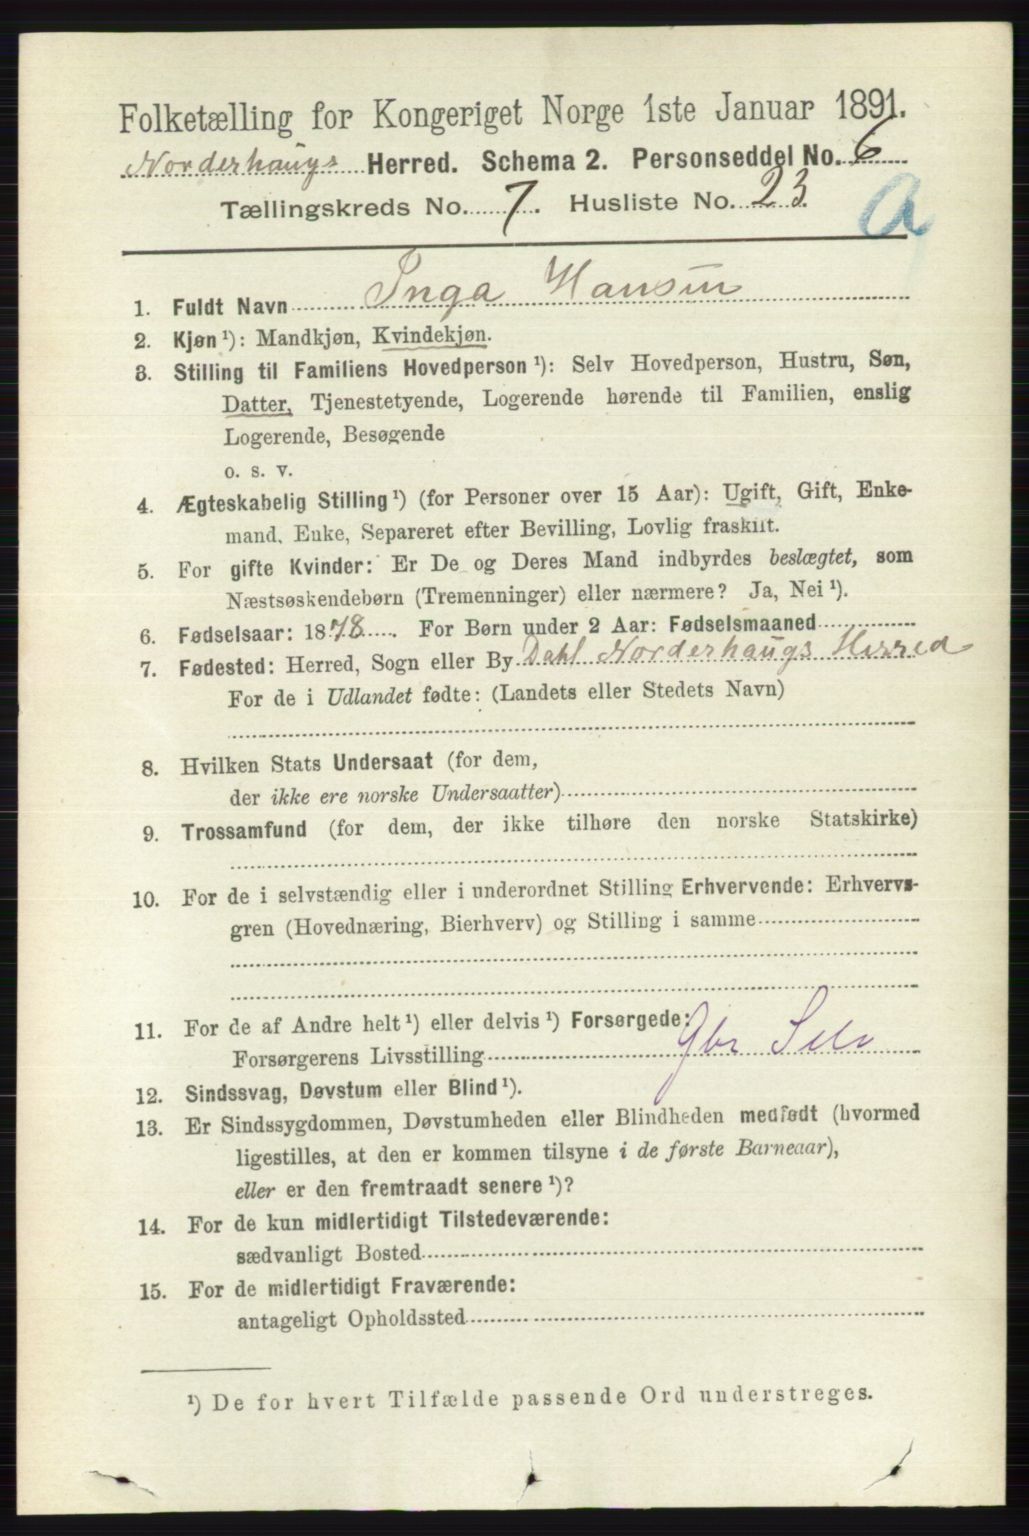 Folketælling for Kongeriget Norge 1ste Januar 1891.
Norderhaugs Herred. Schema 2. Personseddel No. 6
Tællingskreds No. 7. Husliste No. 23.
A
1. Fuldt Navn Inga Hansen
2. Kjøn ¹): Mandkjøn, Kvindekjøn.
3. Stilling til Familiens Hovedperson ¹): Selv Hovedperson, Hustru, Søn,
Datter, Tjenestetyende, Logerende hørende til Familien, enslig
Logerende, Besøgende
o. s. v.
4. Ægteskabelig Stilling ¹) (for Personer over 15 Aar): Ugift, Gift, Enke-
mand, Enke, Separeret efter Bevilling, Lovlig fraskilt.
5. For gifte Kvinder: Er De og Deres Mand indbyrdes beslægtet, som
Næstsøskendebørn (Tremenninger) eller nærmere? Ja, Nei ¹).
6. Fødselsaar: 1878. For Børn under 2 Aar: Fødselsmaaned
7. Fødested: Herred, Sogn eller By Dahl Norderhaugs Herred
For de i Udlandet fødte: (Landets eller Stedets Navn)
8. Hvilken Stats Undersaat (for dem,
der ikke ere norske Undersaatter)
9. Trossamfund (for dem, der ikke tilhøre den norske Statskirke)
10. For de i selvstændig eller i underordnet Stilling Erhvervende: Erhvervs-
gren (Hovednæring, Bierhverv) og Stilling i samme
11. For de af Andre helt ¹) eller delvis ¹) Forsørgede:
Forsørgerens Livsstilling Gbr Selv
12. Sindssvag, Døvstum eller Blind ¹).
13. Er Sindssygdommen, Døvstumheden eller Blindheden medfødt (hvormed
ligestilles, at den er kommen tilsyne i de første Barneaar),
eller er den fremtraadt senere ¹)?
14. For de kun midlertidigt Tilstedeværende:
sædvanligt Bosted
15. For de midlertidigt Fraværende:
antageligt Opholdssted
¹) De for hvert Tilfælde passende Ord understreges.